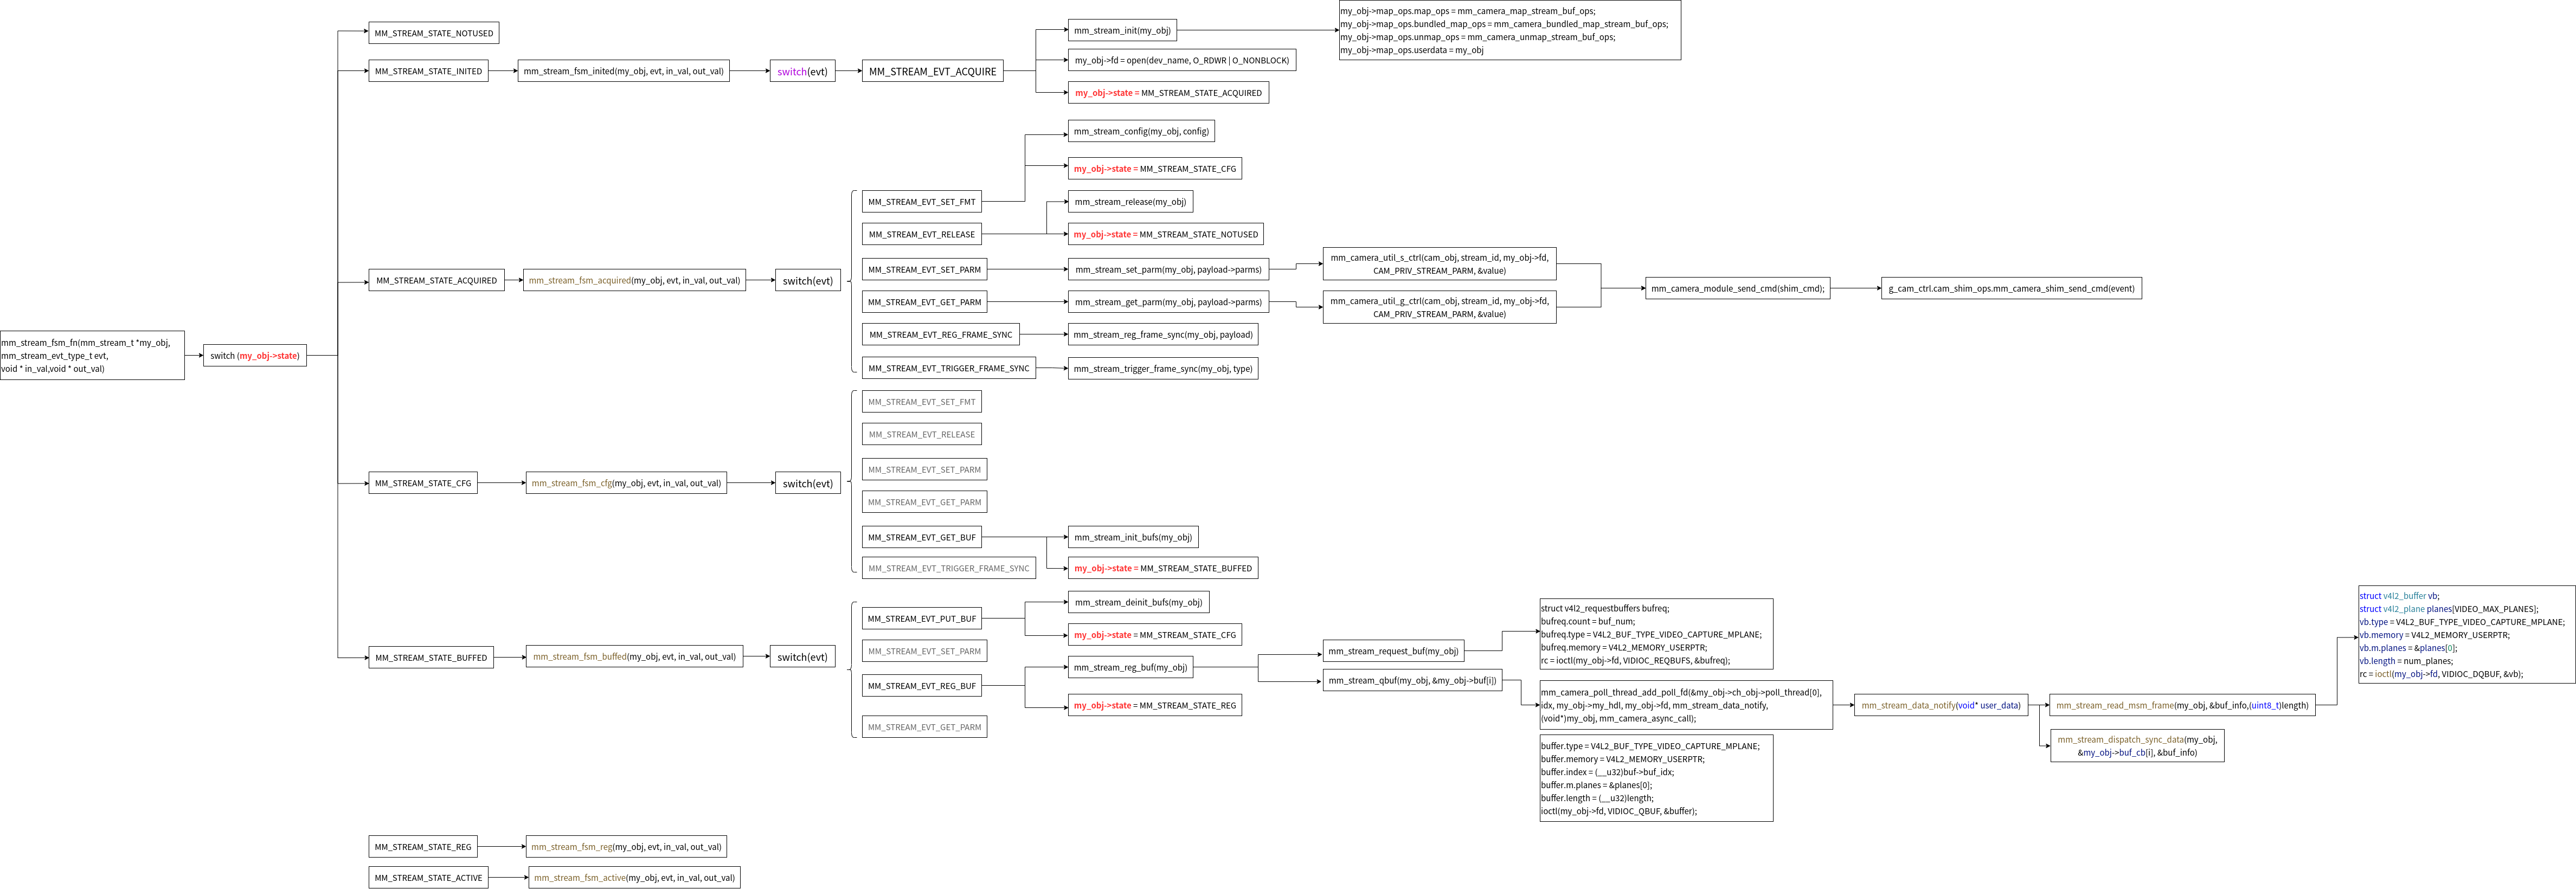 mm_stream_fsm_fn(mm_stream_t *my_obj,
mm_stream_evt_type_t evt,
void * in_val,void * out_val)
switch (my_obj->state)
MM_STREAM_STATE_NOTUSED
MM_STREAM_STATE_INITED
mm_stream_fsm_inited(my_obj, evt, in_val, out_val)
switch(evt)
MM_STREAM_EVT_ACQUIRE
mm_stream_init(my_obj)
my_obj->map_ops.map_ops = mm_camera_map_stream_buf_ops;
my_obj->map_ops.bundled_map_ops = mm_camera_bundled_map_stream_buf_ops;
my_obj->map_ops.unmap_ops = mm_camera_unmap_stream_buf_ops;
my_obj->map_ops.userdata = my_obj
my_obj->fd = open(dev_name, O_RDWR | O_NONBLOCK)
my_obj->state = MM_STREAM_STATE_ACQUIRED
MM_STREAM_STATE_ACQUIRED
mm_stream_fsm_acquired(my_obj, evt, in_val, out_val)
switch(evt)
MM_STREAM_EVT_SET_FMT
mm_stream_config(my_obj, config)
my_obj->state = MM_STREAM_STATE_CFG
MM_STREAM_EVT_RELEASE
mm_stream_release(my_obj)
my_obj->state = MM_STREAM_STATE_NOTUSED
MM_STREAM_EVT_SET_PARM
mm_stream_set_parm(my_obj, payload->parms)
mm_camera_util_s_ctrl(cam_obj, stream_id, my_obj->fd,
CAM_PRIV_STREAM_PARM, &value)
MM_STREAM_EVT_GET_PARM
mm_stream_get_parm(my_obj, payload->parms)
mm_camera_util_g_ctrl(cam_obj, stream_id, my_obj->fd,
CAM_PRIV_STREAM_PARM, &value)
mm_camera_module_send_cmd(shim_cmd);
g_cam_ctrl.cam_shim_ops.mm_camera_shim_send_cmd(event)
MM_STREAM_EVT_REG_FRAME_SYNC
mm_stream_reg_frame_sync(my_obj, payload)
MM_STREAM_EVT_TRIGGER_FRAME_SYNC
mm_stream_trigger_frame_sync(my_obj, type)
MM_STREAM_STATE_CFG
mm_stream_fsm_cfg(my_obj, evt, in_val, out_val)
switch(evt)
MM_STREAM_EVT_SET_FMT
MM_STREAM_EVT_RELEASE
MM_STREAM_EVT_SET_PARM
MM_STREAM_EVT_GET_PARM
MM_STREAM_EVT_GET_BUF
mm_stream_init_bufs(my_obj)
my_obj->state = MM_STREAM_STATE_BUFFED
MM_STREAM_EVT_TRIGGER_FRAME_SYNC
MM_STREAM_STATE_BUFFED
mm_stream_fsm_buffed(my_obj, evt, in_val, out_val)
switch(evt)
MM_STREAM_EVT_PUT_BUF
mm_stream_deinit_bufs(my_obj)
my_obj->state = MM_STREAM_STATE_CFG
MM_STREAM_EVT_SET_PARM
MM_STREAM_EVT_REG_BUF
mm_stream_reg_buf(my_obj)
my_obj->state = MM_STREAM_STATE_REG
MM_STREAM_EVT_GET_PARM
mm_stream_request_buf(my_obj)
struct v4l2_requestbuffers bufreq;
bufreq.count = buf_num;
bufreq.type = V4L2_BUF_TYPE_VIDEO_CAPTURE_MPLANE;
bufreq.memory = V4L2_MEMORY_USERPTR;
rc = ioctl(my_obj->fd, VIDIOC_REQBUFS, &bufreq);
mm_stream_qbuf(my_obj, &my_obj->buf[i])
mm_camera_poll_thread_add_poll_fd(&my_obj->ch_obj->poll_thread[0],
idx, my_obj->my_hdl, my_obj->fd, mm_stream_data_notify,
(void*)my_obj, mm_camera_async_call);
buffer.type = V4L2_BUF_TYPE_VIDEO_CAPTURE_MPLANE;
buffer.memory = V4L2_MEMORY_USERPTR;
buffer.index = (__u32)buf->buf_idx;
buffer.m.planes = &planes[0];
buffer.length = (__u32)length;
ioctl(my_obj->fd, VIDIOC_QBUF, &buffer);
mm_stream_data_notify(void* user_data)
mm_stream_read_msm_frame(my_obj, &buf_info,(uint8_t)length)
mm_stream_dispatch_sync_data(my_obj,
&my_obj->buf_cb[i], &buf_info)
struct v4l2_buffer vb;
struct v4l2_plane planes[VIDEO_MAX_PLANES];
vb.type = V4L2_BUF_TYPE_VIDEO_CAPTURE_MPLANE;
vb.memory = V4L2_MEMORY_USERPTR;
vb.m.planes = &planes[0];
vb.length = num_planes;
rc = ioctl(my_obj->fd, VIDIOC_DQBUF, &vb);
MM_STREAM_STATE_REG
mm_stream_fsm_reg(my_obj, evt, in_val, out_val)
MM_STREAM_STATE_ACTIVE
mm_stream_fsm_active(my_obj, evt, in_val, out_val)